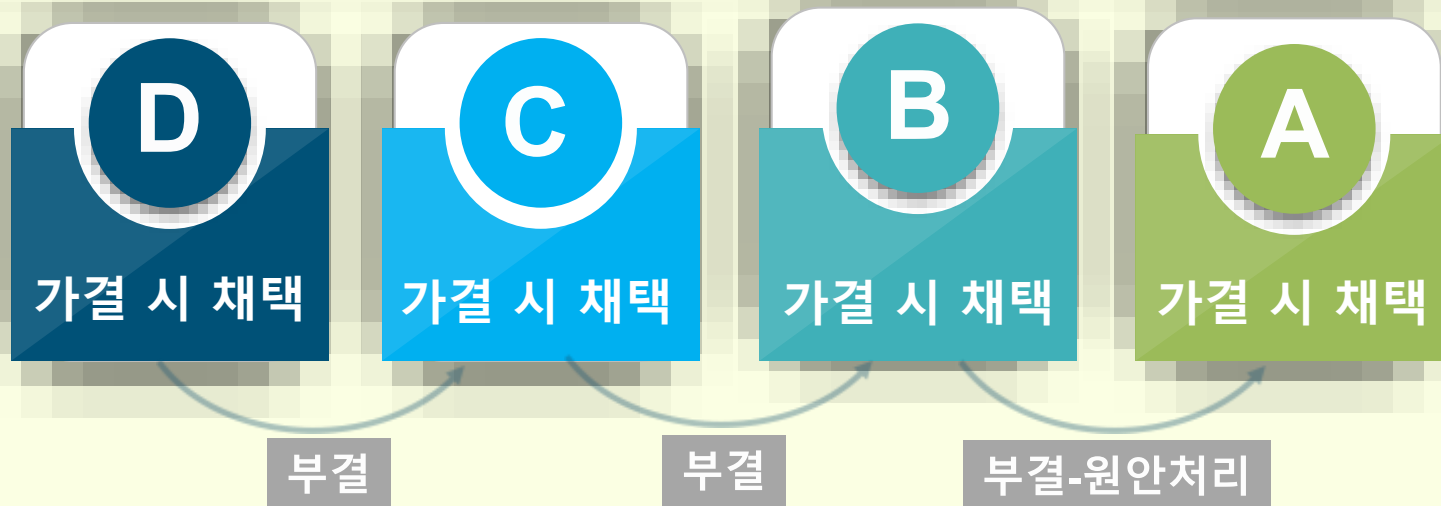 D
가결 시 채택
C
가결 시 채택
B
가결 시 채택
A
가결 시 채택
부결
부결
부결-원안처리